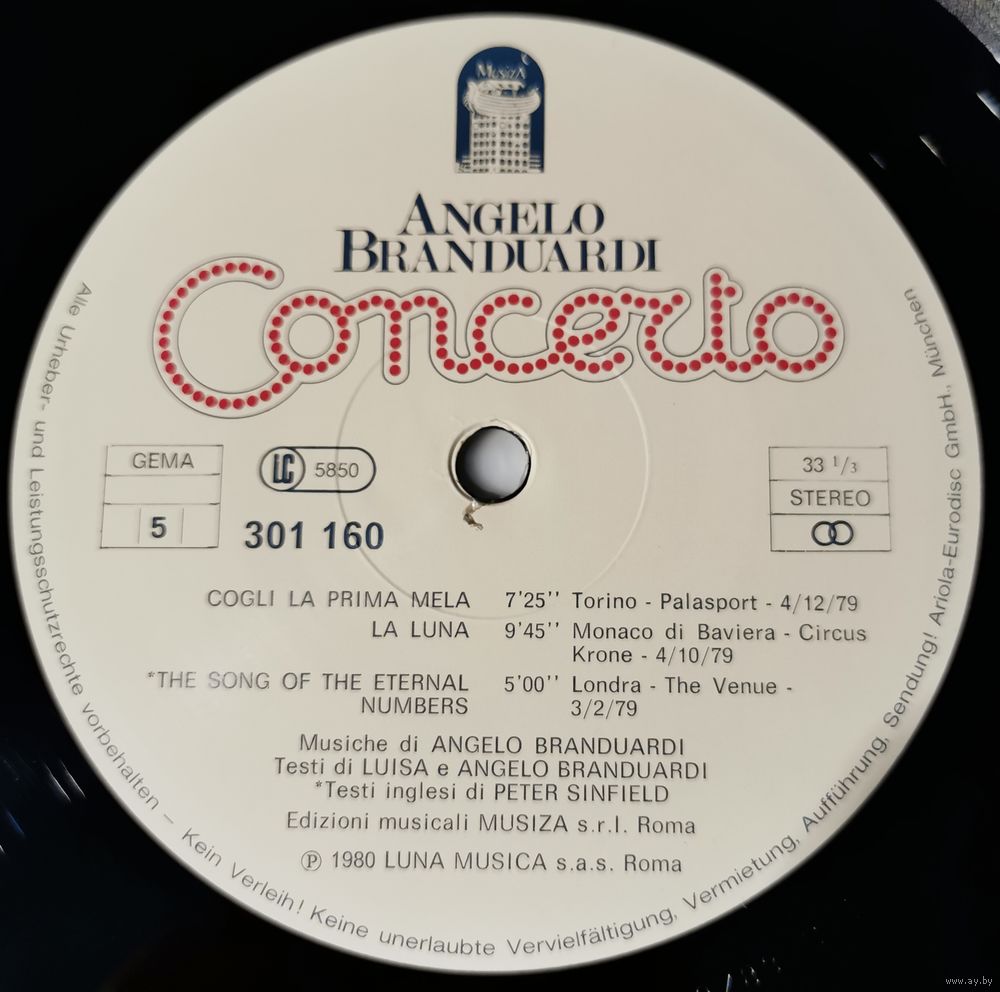 MusizA
ANGELO
BRANDUARDI
Concerto
GEMA
LC 5850
33 1/3
STEREO
5
301 160
COGLI LA PRIMA MELA 7'25'' Torino - Palasport - 4/12/79
LA LUNA 9'45'' Monaco di Baviera - Circus
Krone - 4/10/79
*THE SONG OF THE ETERNAL 5'00'' Londra - The Venue -
NUMBERS 3/2/79
Musiche di ANGELO BRANDUARDI
Testi di LUISA e ANGELO BRANDUARDI
*Testi inglesi di PETER SINFIELD
Edizioni musicali MUSIZA s.r.l. Roma
Ⓟ 1980 LUNA MUSICA s.a.s. Roma
Alle Urheber- und Leistungsschutzrechte vorbehalten – Kein Verleih! Keine unerlaubte Vervielfältigung, Vermietung, Aufführung, Sendung! Ariola-Eurodisc GmbH., München
www.ay.by